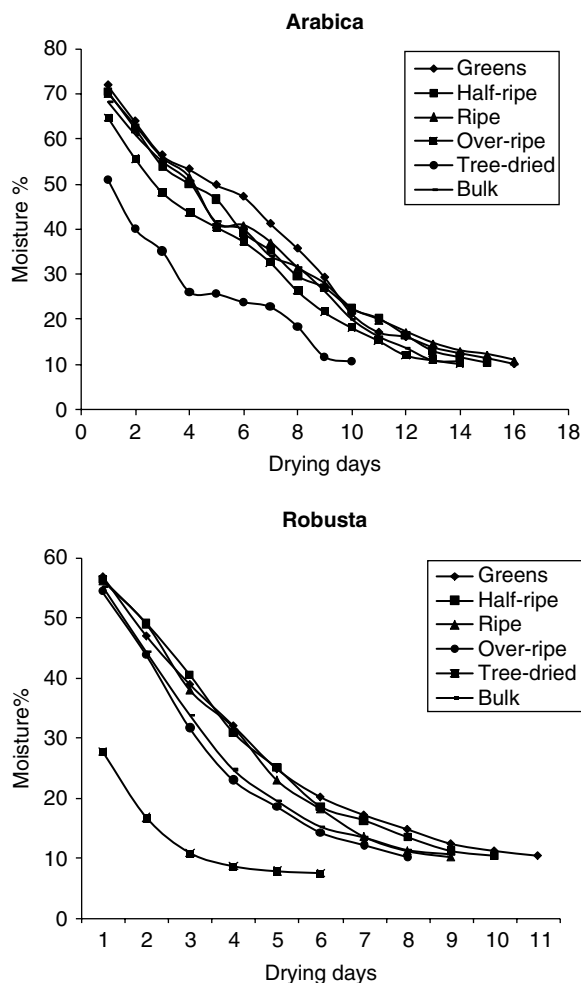 Arabica
80
70
60
50
40
30
20
10
0
Moisture %
0 2 4 6 8 10 12 14 16 18
Drying days
Greens
Half-ripe
Ripe
Over-ripe
Tree-dried
Bulk
Robusta
60
50
40
30
20
10
0
Moisture%
1 2 3 4 5 6 7 8 9 10 11
Drying days
Greens
Half-ripe
Ripe
Over-ripe
Tree-dried
Bulk